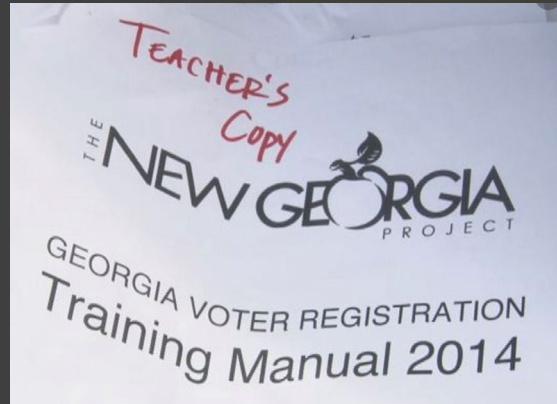 TEACHER'S
COPY
THE
NEW GEORGIA
PROJECT
GEORGIA VOTER REGISTRATION
Training Manual 2014